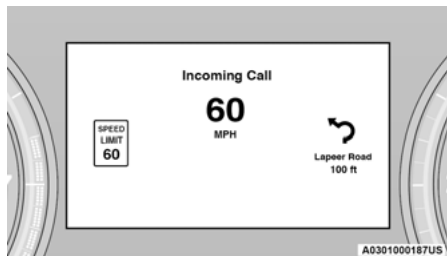 Incoming Call
60
MPH
SPEED
LIMIT
60
Lapeer Road
100 ft
A0301000187US